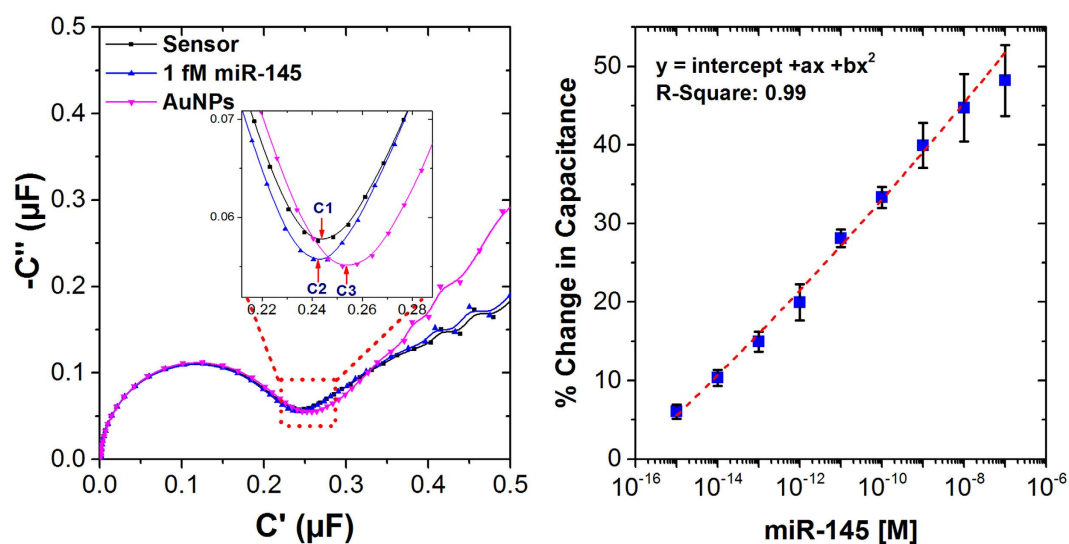 0.5
0.4
0.3
0.2
0.1
0.0
-C'' (µF)
Sensor
1 fM miR-145
AuNPs
0.07
0.06
C1
C2
C3
0.22
0.24
0.26
0.28
0.0
0.1
0.2
0.3
0.4
0.5
C' (µF)
y = intercept +ax +bx²
R-Square: 0.99
50
40
30
20
10
0
% Change in Capacitance
10⁻¹⁶
10⁻¹⁴
10⁻¹²
10⁻¹⁰
10⁻⁸
10⁻⁶
miR-145 [M]